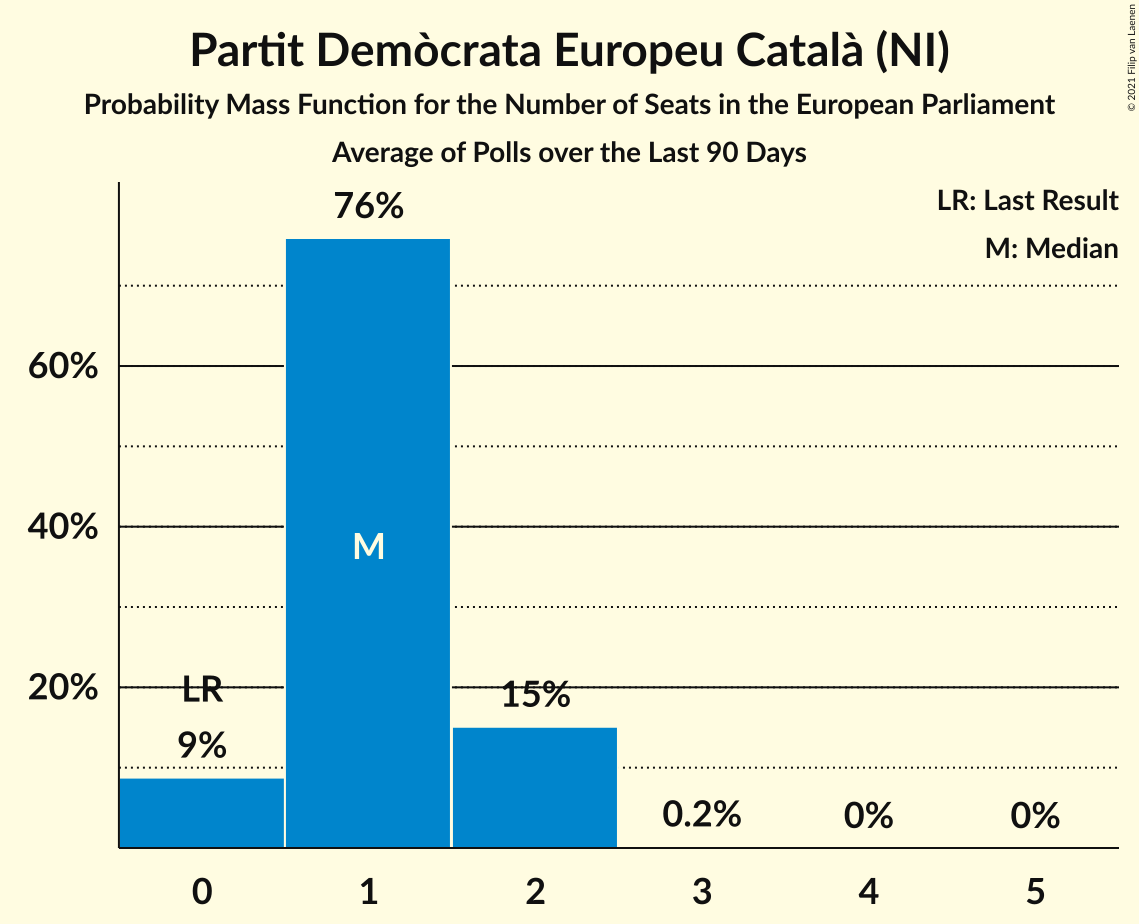 Partit Demòcrata Europeu Català (NI)
Probability Mass Function for the Number of Seats in the European Parliament
Average of Polls over the Last 90 Days
© 2021 Filip van Laenen
LR: Last Result
M: Median
76%
60%
40%
20%
M
LR
9%
15%
0.2%
0%
0%
0 1 2 3 4 5